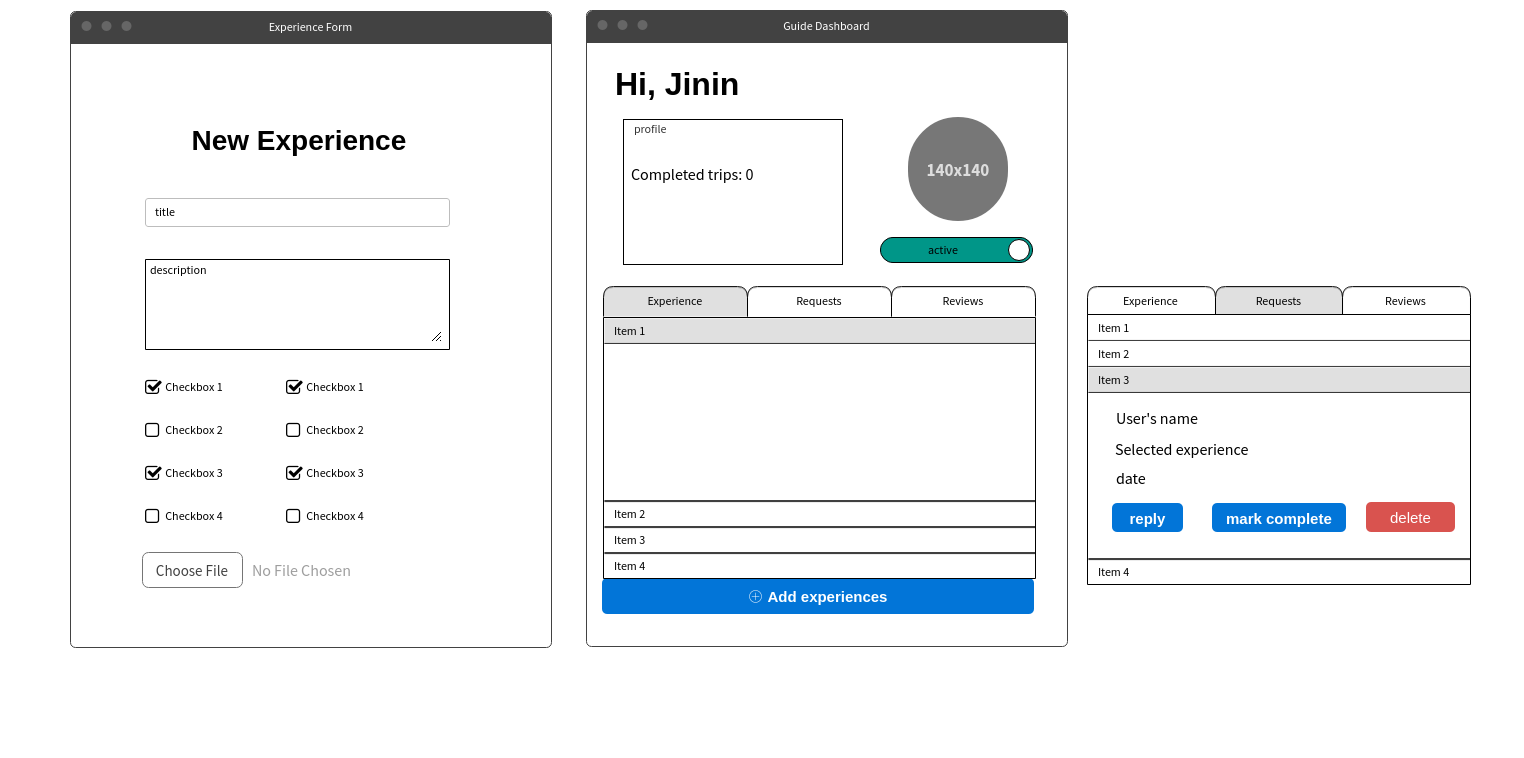 Experience Form
New Experience
title
description
Checkbox 1 Checkbox 1
Checkbox 2 Checkbox 2
Checkbox 3 Checkbox 3
Checkbox 4 Checkbox 4
Choose File No File Chosen
Guide Dashboard
Hi, Jinin
profile
Completed trips: 0
140x140
active
Experience Requests Reviews
Item 1
Item 2
Item 3
Item 4
Add experiences
Experience Requests Reviews
Item 1
Item 2
Item 3
User's name
Selected experience
date
reply mark complete delete
Item 4